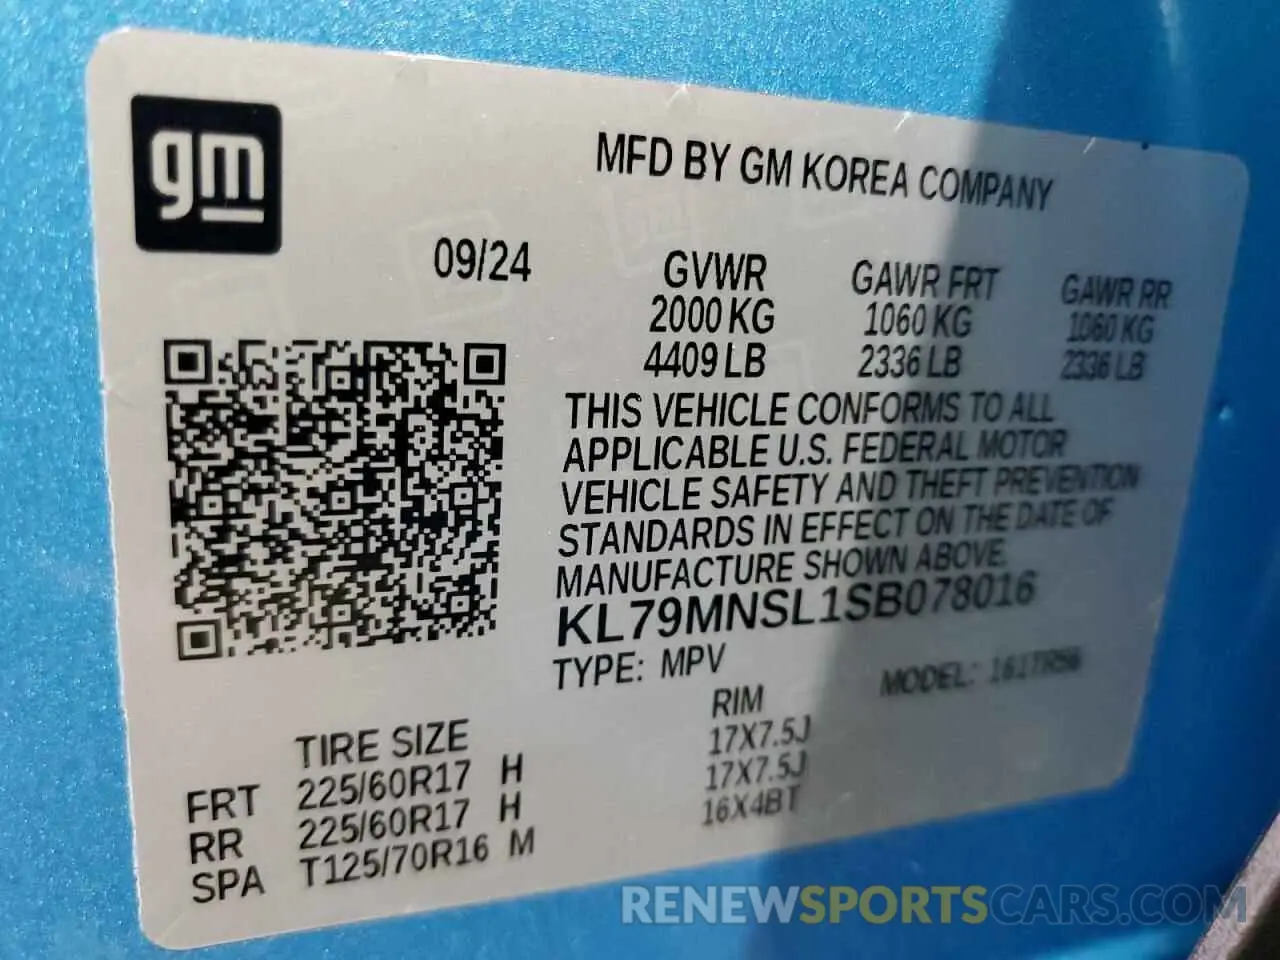 gm
MFD BY GM KOREA COMPANY
09/24 GVWR GAWR FRT GAWR RR
2000 KG 1060 KG 1060 KG
4409 LB 2336 LB 2336 LB
THIS VEHICLE CONFORMS TO ALL
APPLICABLE U.S. FEDERAL MOTOR
VEHICLE SAFETY AND THEFT PREVENTION
STANDARDS IN EFFECT ON THE DATE OF
MANUFACTURE SHOWN ABOVE.
KL79MNSL1SB078016
TYPE: MPV MODEL:
TIRE SIZE RIM
FRT 225/60R17 H 17X7.5J
RR 225/60R17 H 17X7.5J
SPA T125/70R16 M 16X4BT
RENEWSPORTSCARS.COM